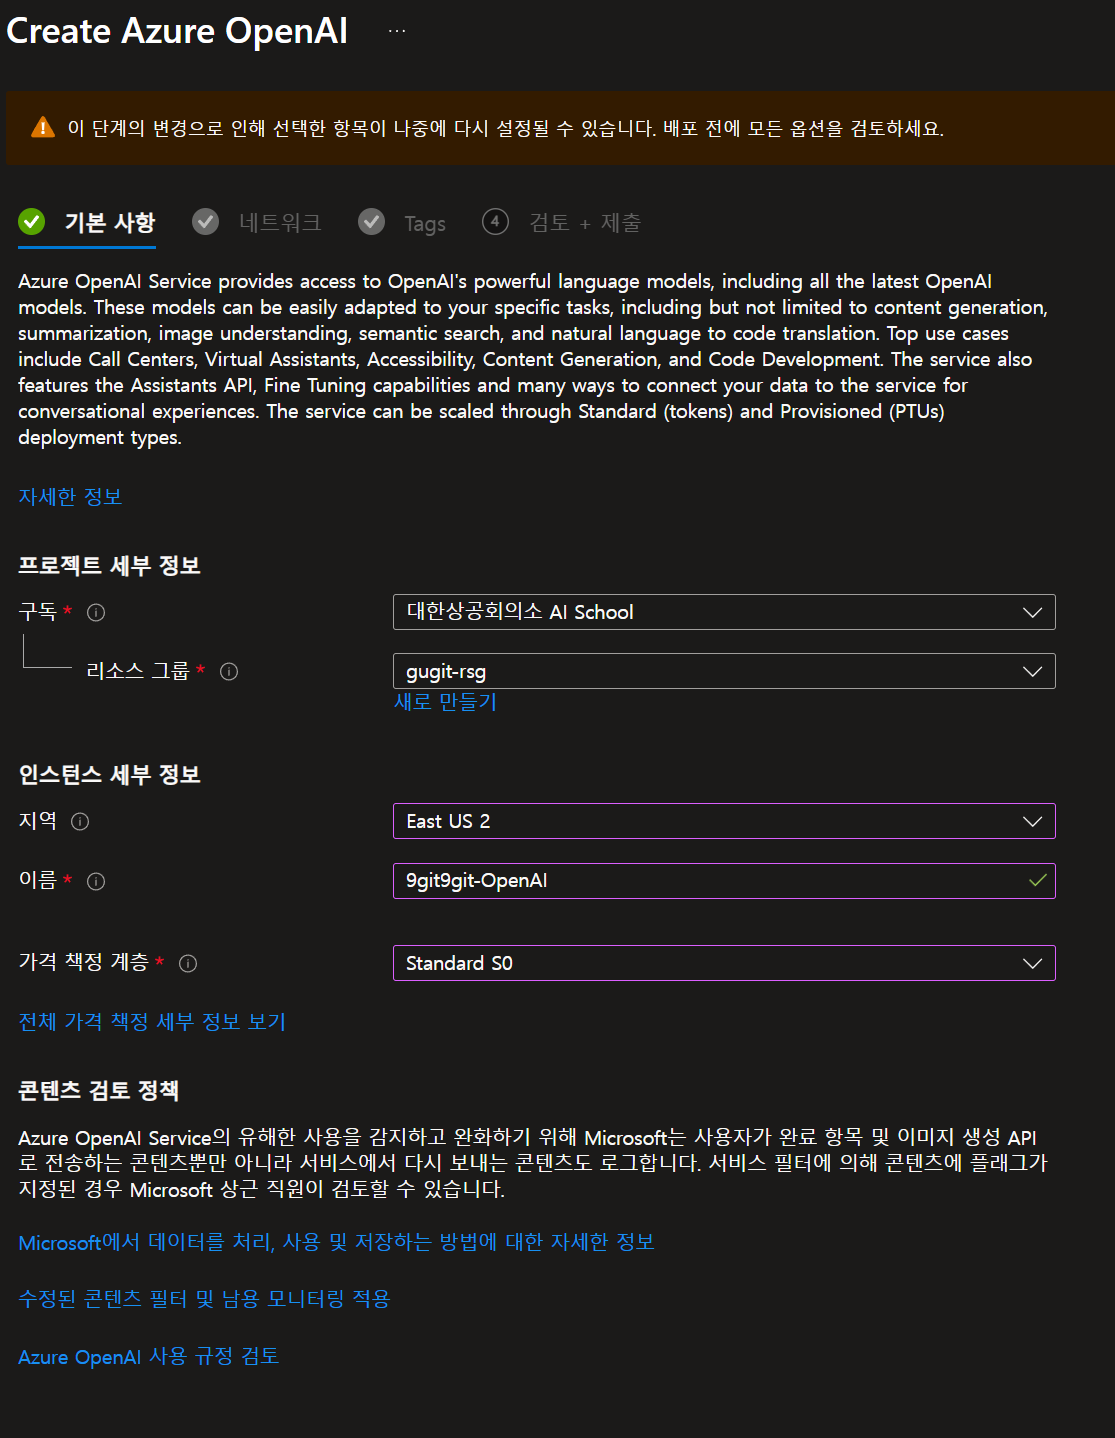 Create Azure OpenAI ...
이 단계의 변경으로 인해 선택한 항목이 나중에 다시 설정될 수 있습니다. 배포 전에 모든 옵션을 검토하세요.
기본 사항 네트워크 Tags 4 검토 + 제출
Azure OpenAI Service provides access to OpenAI's powerful language models, including all the latest OpenAI
models. These models can be easily adapted to your specific tasks, including but not limited to content generation,
summarization, image understanding, semantic search, and natural language to code translation. Top use cases
include Call Centers, Virtual Assistants, Accessibility, Content Generation, and Code Development. The service also
features the Assistants API, Fine Tuning capabilities and many ways to connect your data to the service for
conversational experiences. The service can be scaled through Standard (tokens) and Provisioned (PTUs)
deployment types.
자세한 정보
프로젝트 세부 정보
구독 * 대한상공회의소 AI School
리소스 그룹 * gugit-rsg
새로 만들기
인스턴스 세부 정보
지역 East US 2
이름 * 9git9git-OpenAI
가격 책정 계층 * Standard S0
전체 가격 책정 세부 정보 보기
콘텐츠 검토 정책
Azure OpenAI Service의 유해한 사용을 감지하고 완화하기 위해 Microsoft는 사용자가 완료 항목 및 이미지 생성 API
로 전송하는 콘텐츠뿐만 아니라 서비스에서 다시 보내는 콘텐츠도 로그합니다. 서비스 필터에 의해 콘텐츠에 플래그가
지정된 경우 Microsoft 상근 직원이 검토할 수 있습니다.
Microsoft에서 데이터를 처리, 사용 및 저장하는 방법에 대한 자세한 정보
수정된 콘텐츠 필터 및 남용 모니터링 적용
Azure OpenAI 사용 규정 검토